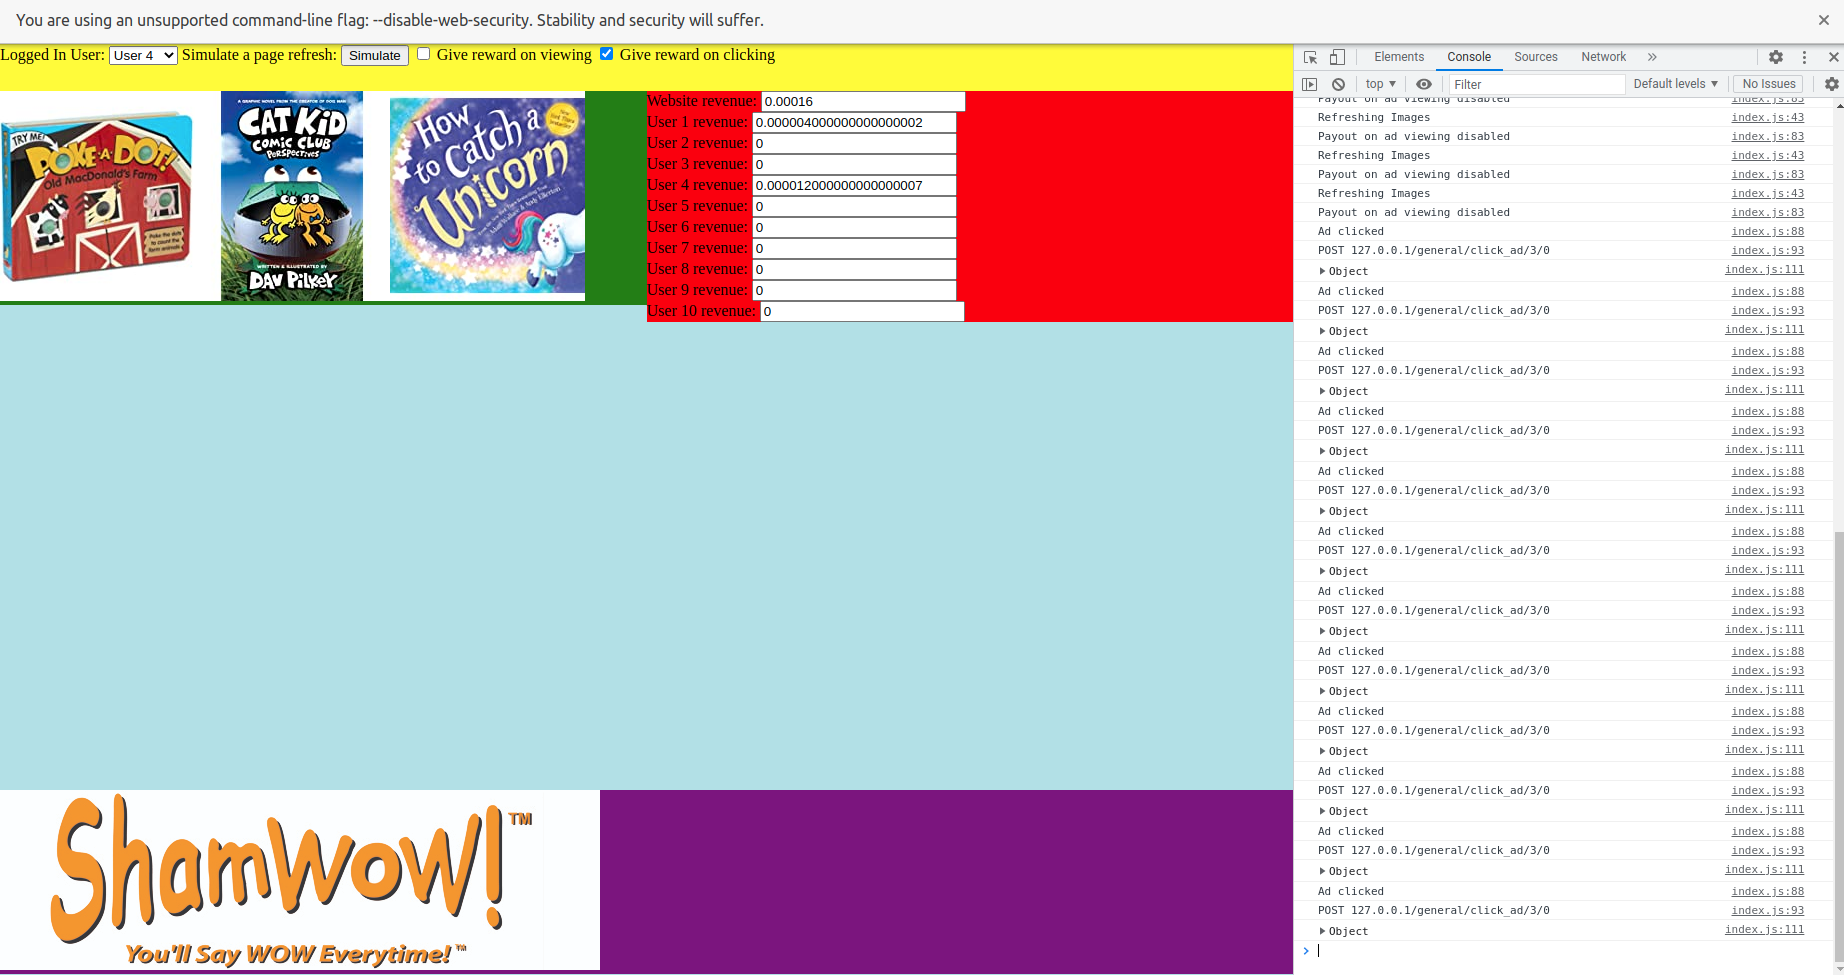 You are using an unsupported command-line flag: --disable-web-security. Stability and security will suffer.
Logged In User: User 4 Simulate a page refresh: Simulate Give reward on viewing Give reward on clicking
TRY ME!
POKE-A-DOT!
Old MacDonald's Farm
Poke the dots
to count the
farm animals
A GRAPHIC NOVEL FROM THE CREATOR OF DOG MAN
CAT KID
COMIC CLUB
PERSPECTIVES
WRITTEN & ILLUSTRATED BY
DAV PILKEY
How
to Catch a
Unicorn
Website revenue: 0.00016
User 1 revenue: 0.000004000000000000002
User 2 revenue: 0
User 3 revenue: 0
User 4 revenue: 0.000012000000000000007
User 5 revenue: 0
User 6 revenue: 0
User 7 revenue: 0
User 8 revenue: 0
User 9 revenue: 0
User 10 revenue: 0
ShamWow!™
You'll Say WOW Everytime!™
Elements Console Sources Network
top Filter Default levels No Issues
Payout on ad viewing disabled index.js:83
Refreshing Images index.js:43
Payout on ad viewing disabled index.js:83
Refreshing Images index.js:43
Payout on ad viewing disabled index.js:83
Refreshing Images index.js:43
Payout on ad viewing disabled index.js:83
Ad clicked index.js:88
POST 127.0.0.1/general/click_ad/3/0 index.js:93
Object index.js:111
Ad clicked index.js:88
POST 127.0.0.1/general/click_ad/3/0 index.js:93
Object index.js:111
Ad clicked index.js:88
POST 127.0.0.1/general/click_ad/3/0 index.js:93
Object index.js:111
Ad clicked index.js:88
POST 127.0.0.1/general/click_ad/3/0 index.js:93
Object index.js:111
Ad clicked index.js:88
POST 127.0.0.1/general/click_ad/3/0 index.js:93
Object index.js:111
Ad clicked index.js:88
POST 127.0.0.1/general/click_ad/3/0 index.js:93
Object index.js:111
Ad clicked index.js:88
POST 127.0.0.1/general/click_ad/3/0 index.js:93
Object index.js:111
Ad clicked index.js:88
POST 127.0.0.1/general/click_ad/3/0 index.js:93
Object index.js:111
Ad clicked index.js:88
POST 127.0.0.1/general/click_ad/3/0 index.js:93
Object index.js:111
Ad clicked index.js:88
POST 127.0.0.1/general/click_ad/3/0 index.js:93
Object index.js:111
Ad clicked index.js:88
POST 127.0.0.1/general/click_ad/3/0 index.js:93
Object index.js:111
Ad clicked index.js:88
POST 127.0.0.1/general/click_ad/3/0 index.js:93
Object index.js:111